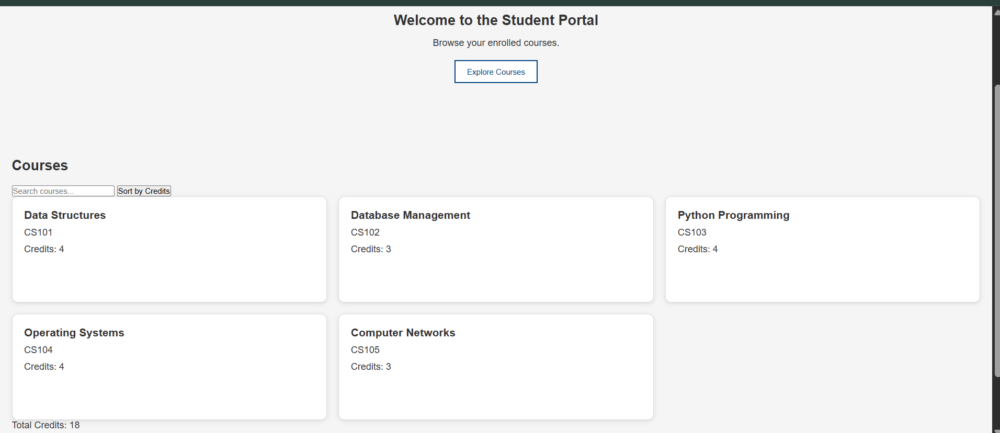 Welcome to the Student Portal
Browse your enrolled courses.
Explore Courses
Courses
Search courses... Sort by Credits
Data Structures
CS101
Credits: 4
Database Management
CS102
Credits: 3
Python Programming
CS103
Credits: 4
Operating Systems
CS104
Credits: 4
Computer Networks
CS105
Credits: 3
Total Credits: 18